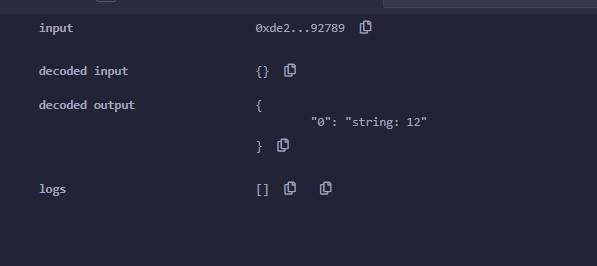 input 0xde2...92789
decoded input {}
decoded output {
"0": "string: 12"
}
logs []